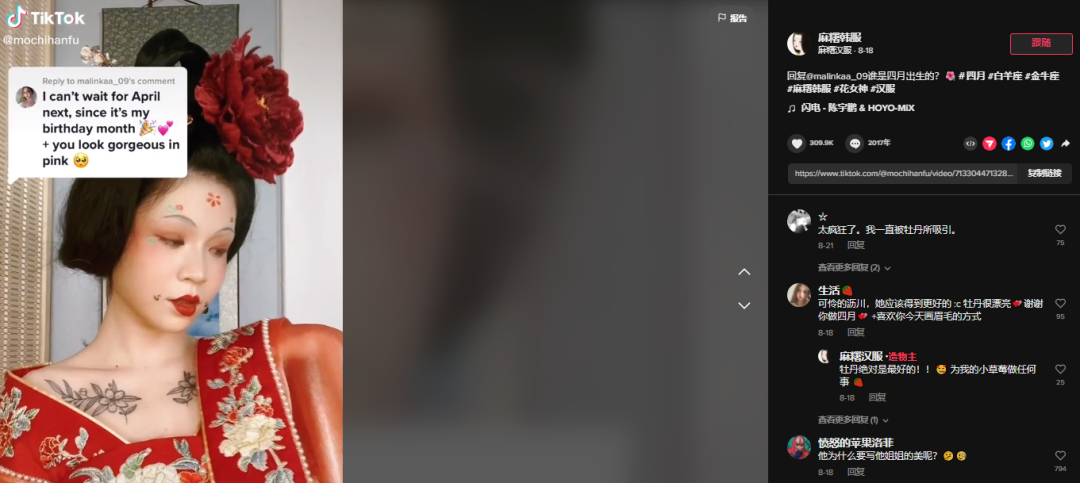 TikTok
@mochihanfu
Reply to malinkaa_09's comment
I can't wait for April
next, since it's my
birthday month 🎉💕
+ you look gorgeous in
pink 🥺
报告
麻糬韩服
麻糬汉服 · 8-18
跟随
回复@malinkaa_09谁是四月出生的？ 🌺 #四月 #白羊座 #金牛座
#麻糬韩服 #花女神 #汉服
♫ 闪电 - 陈宇鹏 & HOYO-MiX
309.9K
2017年
https://www.tiktok.com/@mochihanfu/video/713304471328...
复制链接
☆
太疯狂了。我一直被牡丹所吸引。
8-21 回复
75
查看更多回复 (2)
生活🍓
可怜的沥川，她应该得到更好的 :c 牡丹很漂亮💕谢谢
你做四月💕 +喜欢你今天画眉毛的方式
95
8-18 回复
麻糬汉服 · 造物主
牡丹绝对是最好的！！ 🥰 为我的小草莓做任何
事 🍓
25
8-18 回复
查看更多回复 (1)
愤怒的苹果洛菲
他为什么要写他姐姐的美呢？ 🤨 🧐
794
8-18 回复